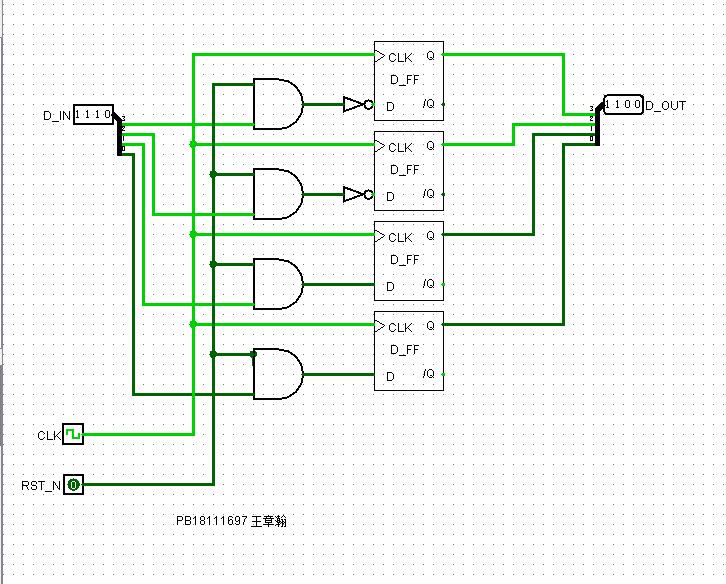 CLK Q
D_FF
D /Q
D_IN 1 1 1 0
3
2
1
0
3
2
1
0
1 1 0 0 D_OUT
CLK Q
D_FF
D /Q
CLK Q
D_FF
D /Q
CLK Q
D_FF
D /Q
CLK
RST_N 0
PB18111697 王章瀚